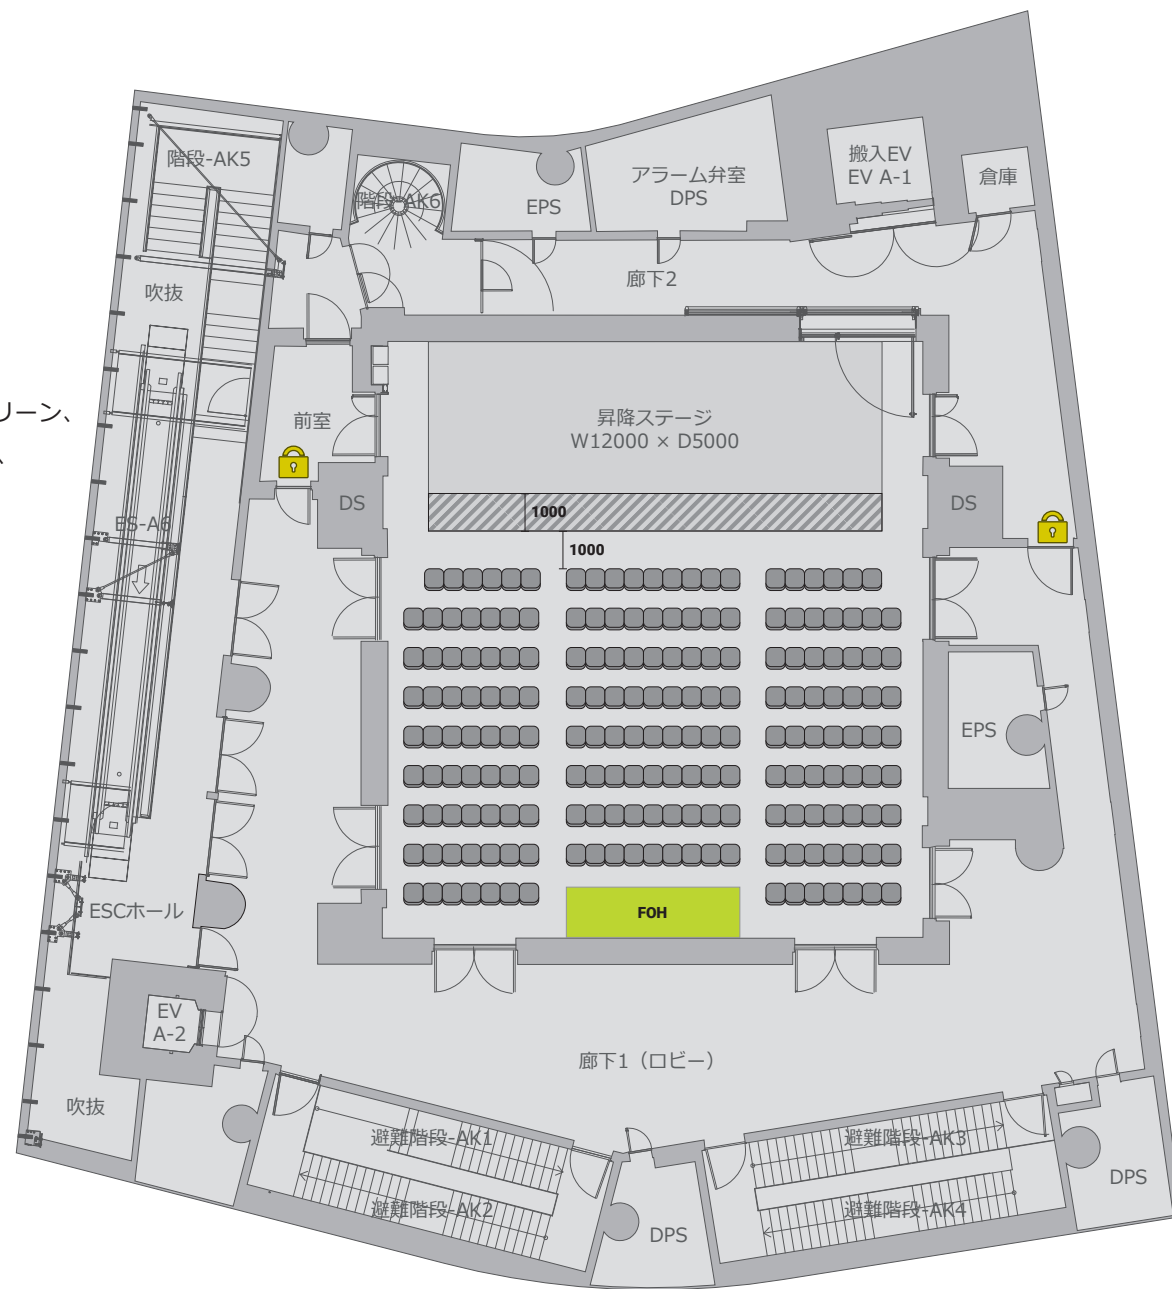 階段-AK5
階段-AK6
EPS
アラーム弁室
DPS
搬入EV
EV A-1
倉庫
吹抜
廊下2
リーン、
、
前室
昇降ステージ
W12000 × D5000
DS
DS
ES-A6
1000
1000
EPS
ESCホール
FOH
EV
A-2
廊下1（ロビー）
吹抜
避難階段-AK1
避難階段-AK3
避難階段-AK2
避難階段-AK4
DPS
DPS